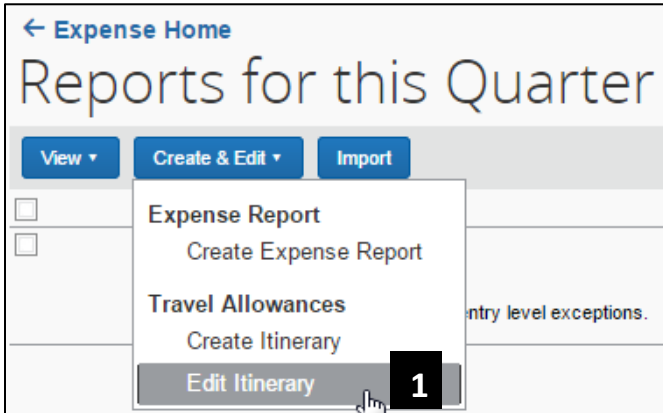 ← Expense Home
Reports for this Quarter
View ▾ Create & Edit ▾ Import
Expense Report
Create Expense Report
Travel Allowances
entry level exceptions.
Create Itinerary
Edit Itinerary 1